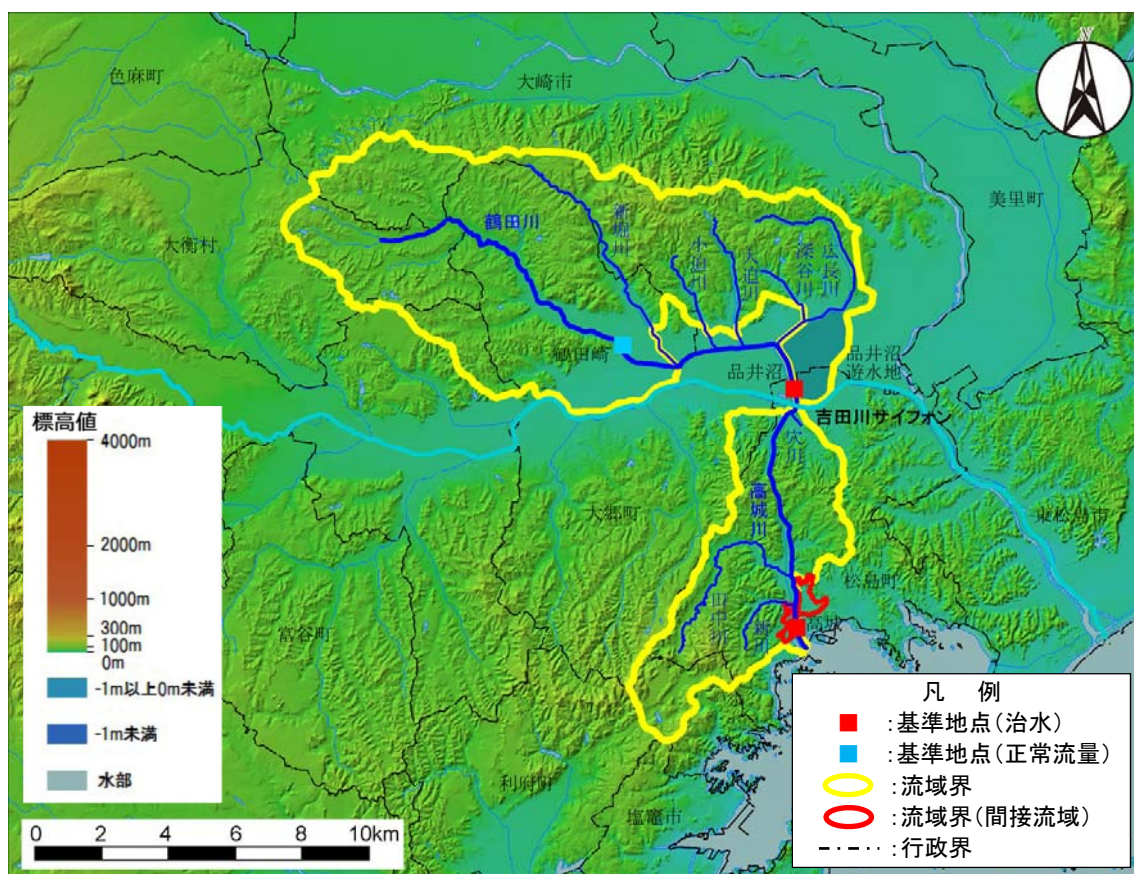 N
色麻町
大崎市
美里町
鶴田川
新堀川
小迫川
大迫川
深谷川
広長川
大衡村
鶴田崎
品井沼
品井沼
遊水地
吉田川サイフォン
穴川
高城川
大郷町
東松島市
松島町
田中川
新川
高城
富谷町
利府町
塩竈市
標高値
4000m
2000m
1000m
300m
100m
0m
-1m以上0m未満
-1m未満
水部
0 2 4 6 8 10km
凡 例
:基準地点(治水)
:基準地点(正常流量)
:流域界
:流域界(間接流域)
:行政界